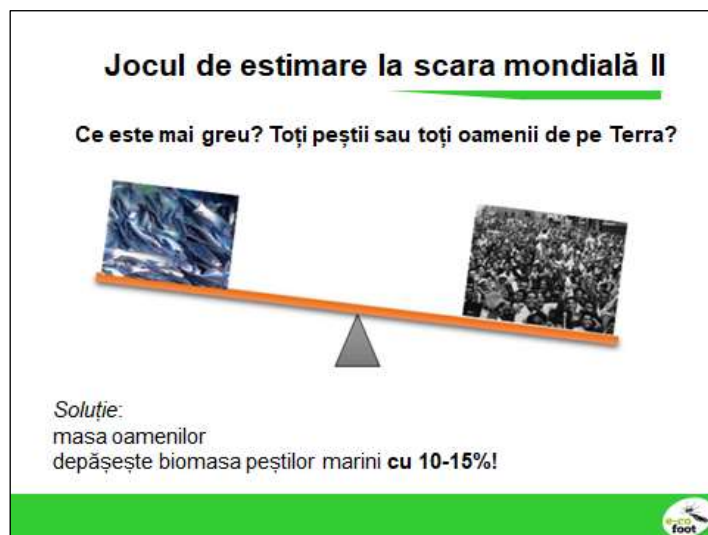 Jocul de estimare la scara mondială II
Ce este mai greu? Toți peștii sau toți oamenii de pe Terra?
Soluție:
masa oamenilor
depășește biomasa peștilor marini cu 10-15%!
e-co
foot